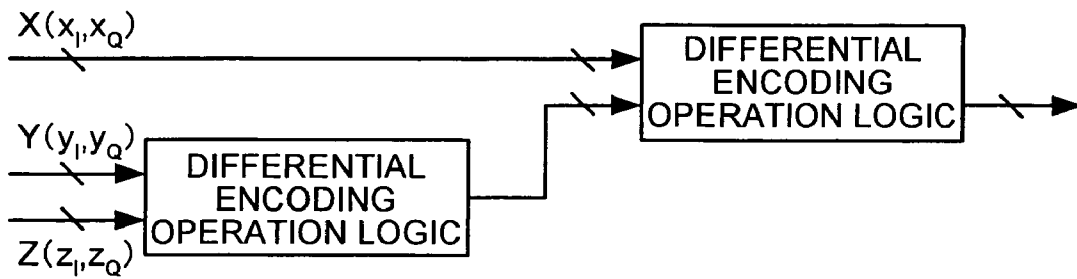 X(x_I,x_Q)
DIFFERENTIAL
ENCODING
OPERATION LOGIC
Y(y_I,y_Q)
DIFFERENTIAL
ENCODING
OPERATION LOGIC
Z(z_I,z_Q)